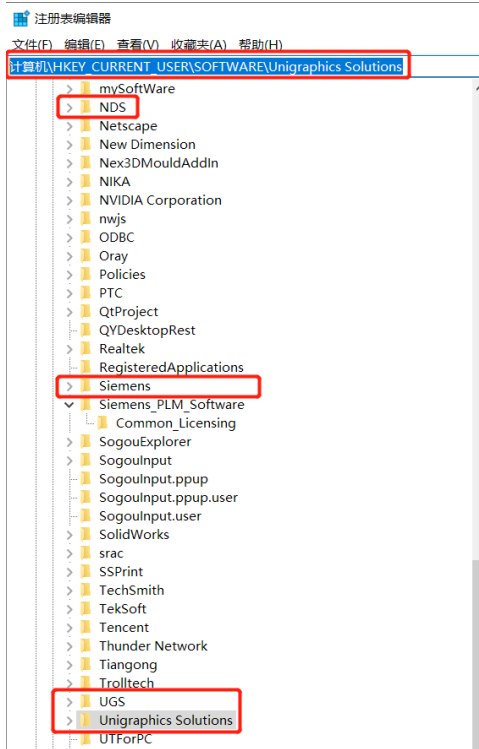 注册表编辑器
文件(F) 编辑(E) 查看(V) 收藏夹(A) 帮助(H)
计算机\HKEY_CURRENT_USER\SOFTWARE\Unigraphics Solutions
mySoftWare
NDS
Netscape
New Dimension
Nex3DMouldAddIn
NIKA
NVIDIA Corporation
nwjs
ODBC
Oray
Policies
PTC
QtProject
QYDesktopRest
Realtek
RegisteredApplications
Siemens
Siemens_PLM_Software
Common_Licensing
SogouExplorer
SogouInput
SogouInput.ppup
SogouInput.ppup.user
SogouInput.user
SolidWorks
srac
SSPrint
TechSmith
TekSoft
Tencent
Thunder Network
Tiangong
Trolltech
UGS
Unigraphics Solutions
UTForPC